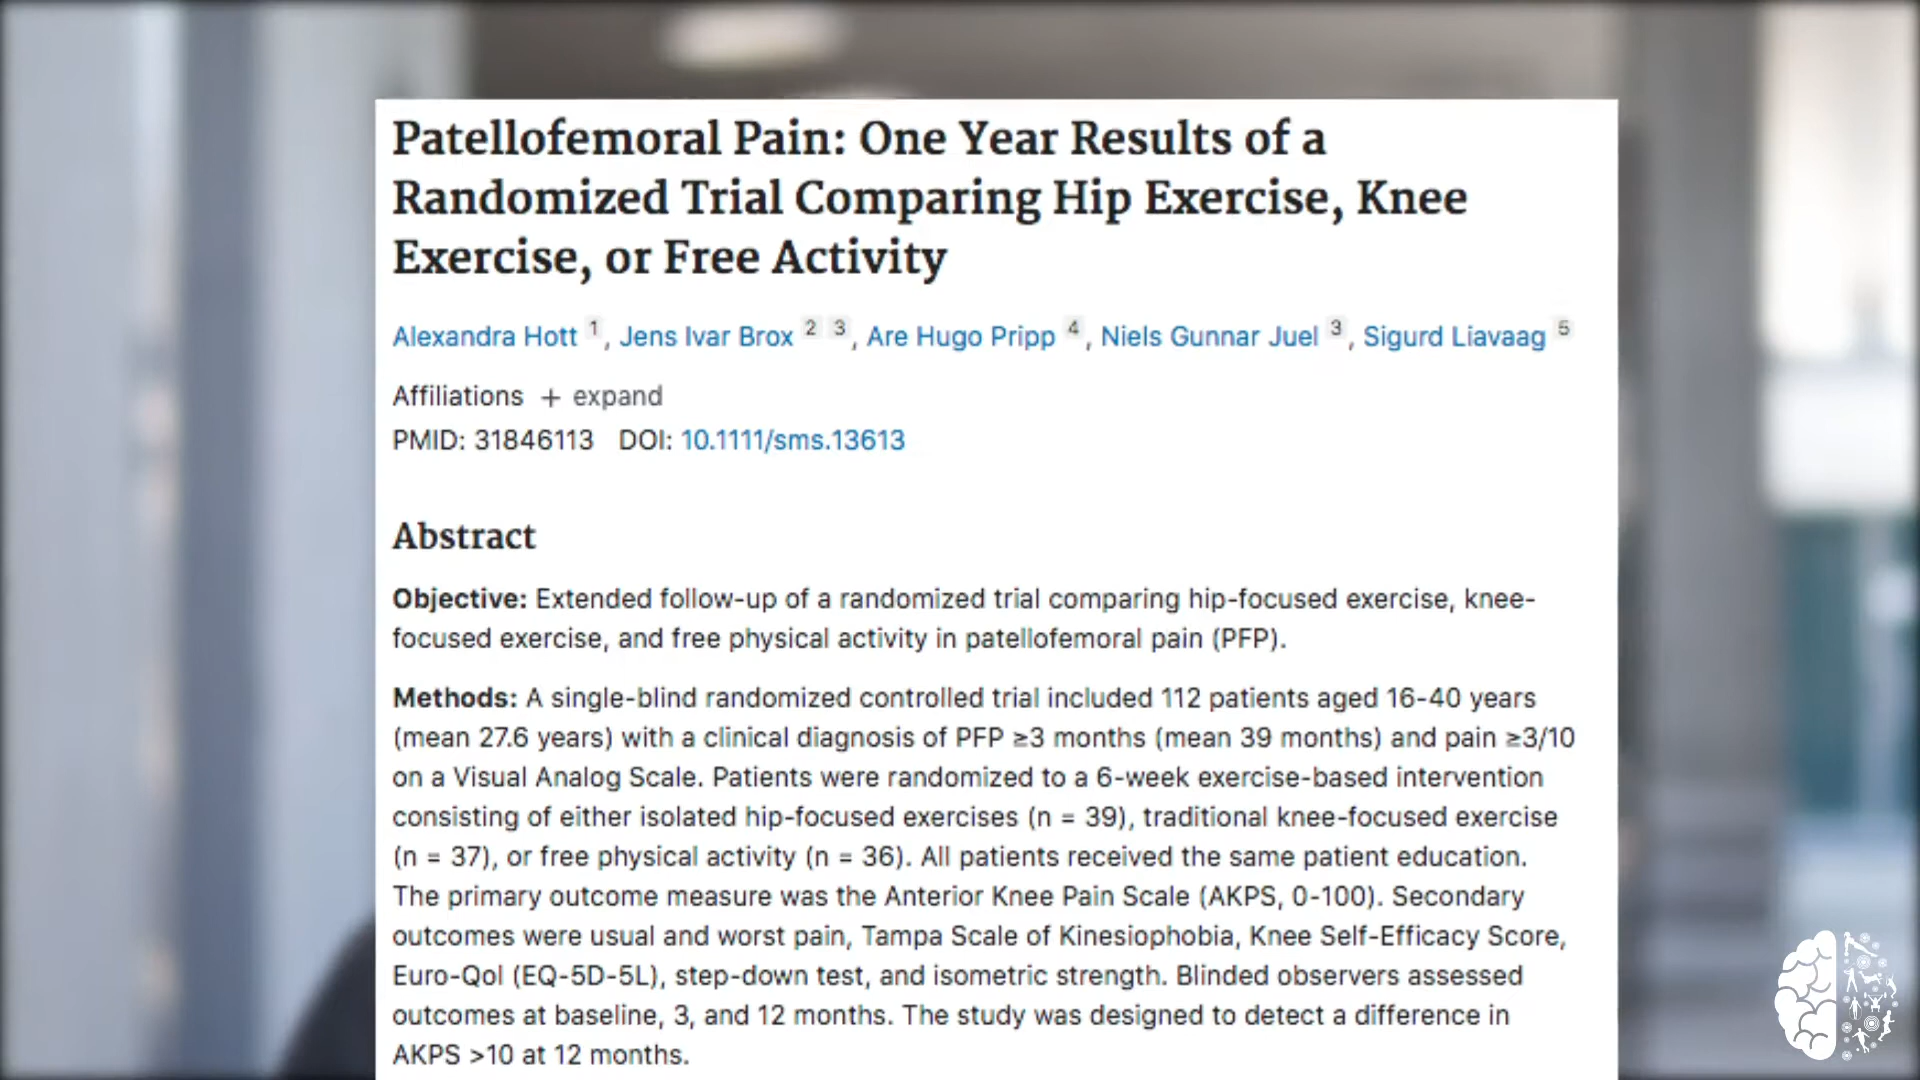 Patellofemoral Pain: One Year Results of a
Randomized Trial Comparing Hip Exercise, Knee
Exercise, or Free Activity
Alexandra Hott 1, Jens Ivar Brox 2 3, Are Hugo Pripp 4, Niels Gunnar Juel 3, Sigurd Liavaag 5
Affiliations + expand
PMID: 31846113 DOI: 10.1111/sms.13613
Abstract
Objective: Extended follow-up of a randomized trial comparing hip-focused exercise, knee-
focused exercise, and free physical activity in patellofemoral pain (PFP).
Methods: A single-blind randomized controlled trial included 112 patients aged 16-40 years
(mean 27.6 years) with a clinical diagnosis of PFP ≥3 months (mean 39 months) and pain ≥3/10
on a Visual Analog Scale. Patients were randomized to a 6-week exercise-based intervention
consisting of either isolated hip-focused exercises (n = 39), traditional knee-focused exercise
(n = 37), or free physical activity (n = 36). All patients received the same patient education.
The primary outcome measure was the Anterior Knee Pain Scale (AKPS, 0-100). Secondary
outcomes were usual and worst pain, Tampa Scale of Kinesiophobia, Knee Self-Efficacy Score,
Euro-Qol (EQ-5D-5L), step-down test, and isometric strength. Blinded observers assessed
outcomes at baseline, 3, and 12 months. The study was designed to detect a difference in
AKPS >10 at 12 months.